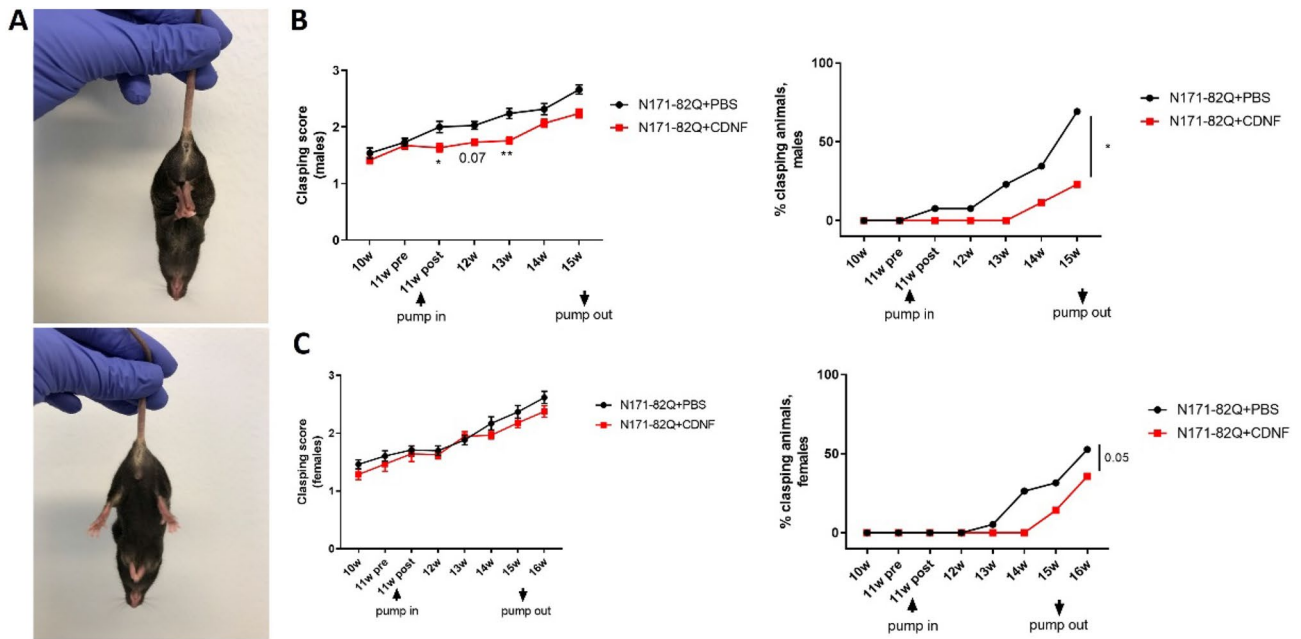 A
B
3
2
1
0
Clasping score
(males)
N171-82Q+PBS
N171-82Q+CDNF
*
0.07
**
10w
11w pre
11w post
12w
13w
14w
15w
pump in
pump out
100
50
0
% clasping animals,
males
N171-82Q+PBS
N171-82Q+CDNF
*
10w
11w pre
11w post
12w
13w
14w
15w
pump in
pump out
C
3
2
1
0
Clasping score
(females)
N171-82Q+PBS
N171-82Q+CDNF
10w
11w pre
11w post
12w
13w
14w
15w
16w
pump in
pump out
100
50
0
% clasping animals,
females
N171-82Q+PBS
N171-82Q+CDNF
0.05
10w
11w pre
11w post
12w
13w
14w
15w
16w
pump in
pump out